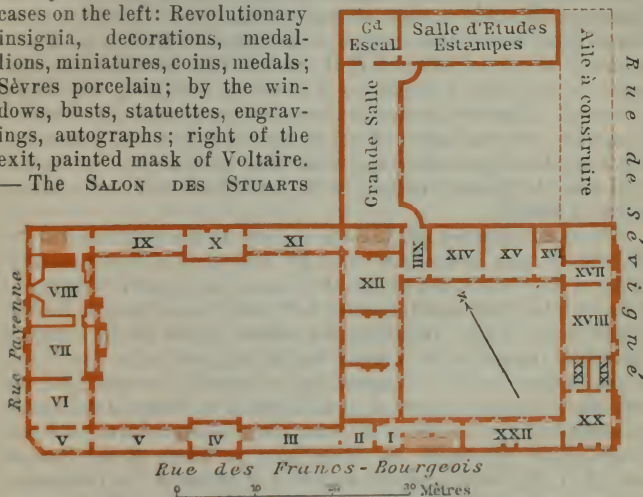 cases on the left: Revolutionary
insignia, decorations, medal-
lions, miniatures, coins, medals;
Sèvres porcelain; by the win-
dows, busts, statuettes, engrav-
ings, autographs; right of the
exit, painted mask of Voltaire.
— The SALON DES STUARTS
Gd
Escal
Salle d'Etudes
Estampes
Grande Salle
Aile à construire
Rue de Sévigné
IX
X
XI
XII
XIII
XIV
XV
XVI
XVII
XVIII
XIX
XXI
XX
XXII
VIII
VII
VI
V
V
IV
III
II
I
Rue Payenne
N
Rue des Francs-Bourgeois
0 10 20 30 Mètres